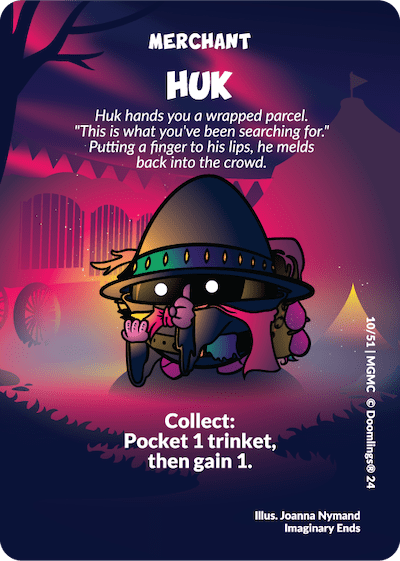 MERCHANT
HUK
Huk hands you a wrapped parcel.
"This is what you've been searching for."
Putting a finger to his lips, he melds
back into the crowd.
10/51 | MGMC © Doomlings® 24
Collect:
Pocket 1 trinket,
then gain 1.
Illus. Joanna Nymand
Imaginary Ends